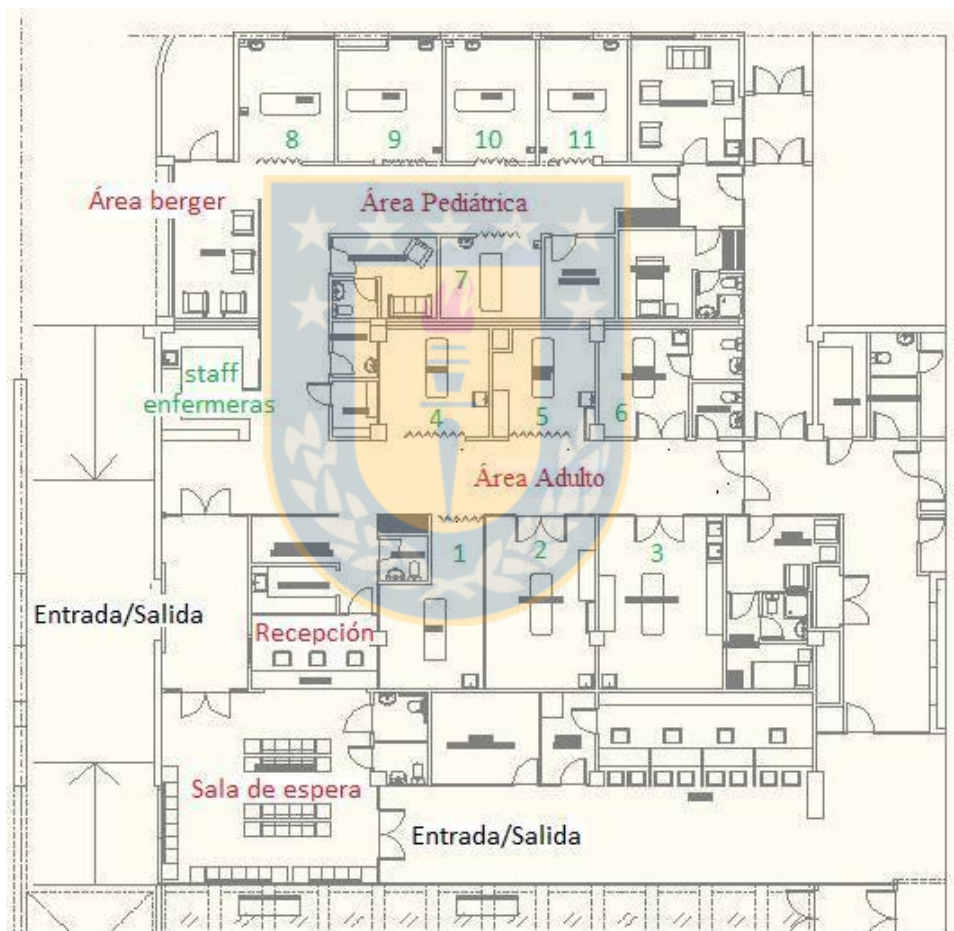 8
9
10
11
Área berger
Área Pediátrica
7
staff
enfermeras
4
5
6
Área Adulto
1
2
3
Entrada/Salida
Recepción
Sala de espera
Entrada/Salida